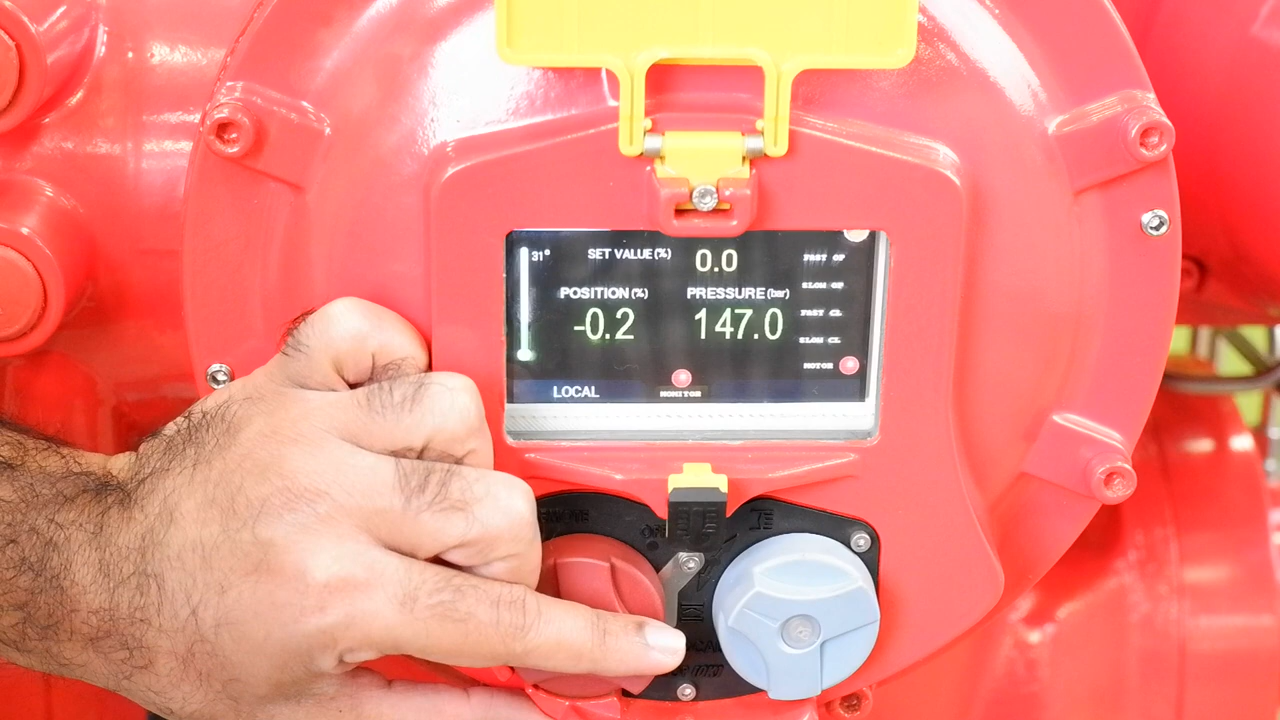 31°
SET VALUE(%)
0.0
FAST OP
SLOW OP
POSITION(%)
PRESSURE(bar)
-0.2
147.0
FAST CL
SLOW CL
MOTOR
LOCAL
MONITOR